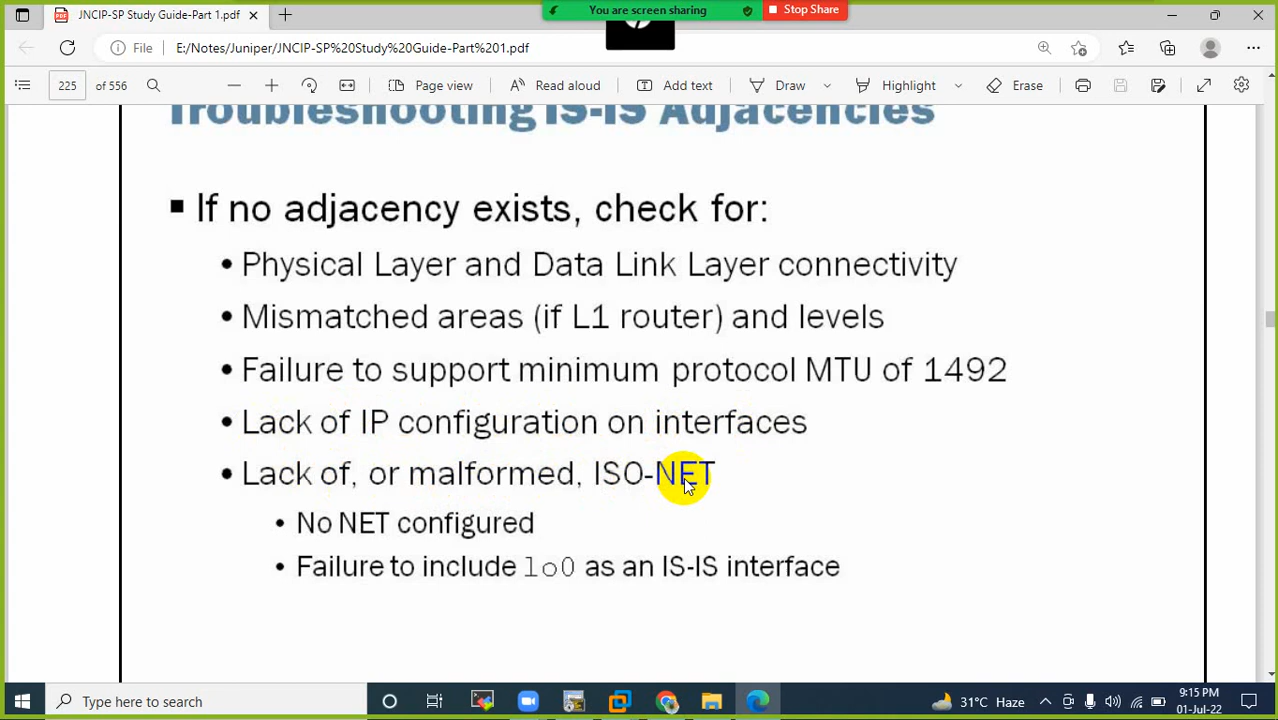 JNCIP-SP Study Guide-Part 1.pdf
You are screen sharing
Stop Share
File
E:/Notes/Juniper/JNCIP-SP%20Study%20Guide-Part%201.pdf
225 of 556
Page view
Read aloud
Add text
Draw
Highlight
Erase
Troubleshooting IS-IS Adjacencies
▪ If no adjacency exists, check for:
• Physical Layer and Data Link Layer connectivity
• Mismatched areas (if L1 router) and levels
• Failure to support minimum protocol MTU of 1492
• Lack of IP configuration on interfaces
• Lack of, or malformed, ISO-NET
• No NET configured
• Failure to include lo0 as an IS-IS interface
Type here to search
31°C Haze
9:15 PM
01-Jul-22